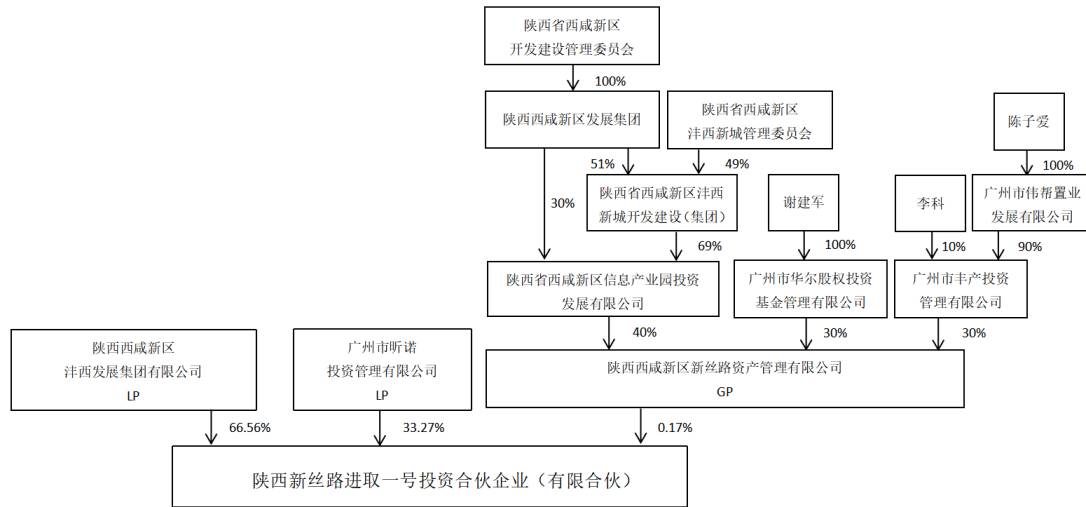 陕西省西咸新区
开发建设管理委员会
100%
陕西西咸新区发展集团
陕西省西咸新区
沣西新城管理委员会
陈子爱
51%
49%
100%
30%
陕西省西咸新区沣西
新城开发建设（集团）
谢建军
李科
广州市伟帮置业
发展有限公司
69%
100%
10%
90%
陕西省西咸新区信息产业园投资
发展有限公司
广州市华尔股权投资
基金管理有限公司
广州市丰产投资
管理有限公司
40%
30%
30%
陕西西咸新区
沣西发展集团有限公司
LP
广州市听诺
投资管理有限公司
LP
陕西西咸新区新丝路资产管理有限公司
GP
66.56%
33.27%
0.17%
陕西新丝路进取一号投资合伙企业（有限合伙）